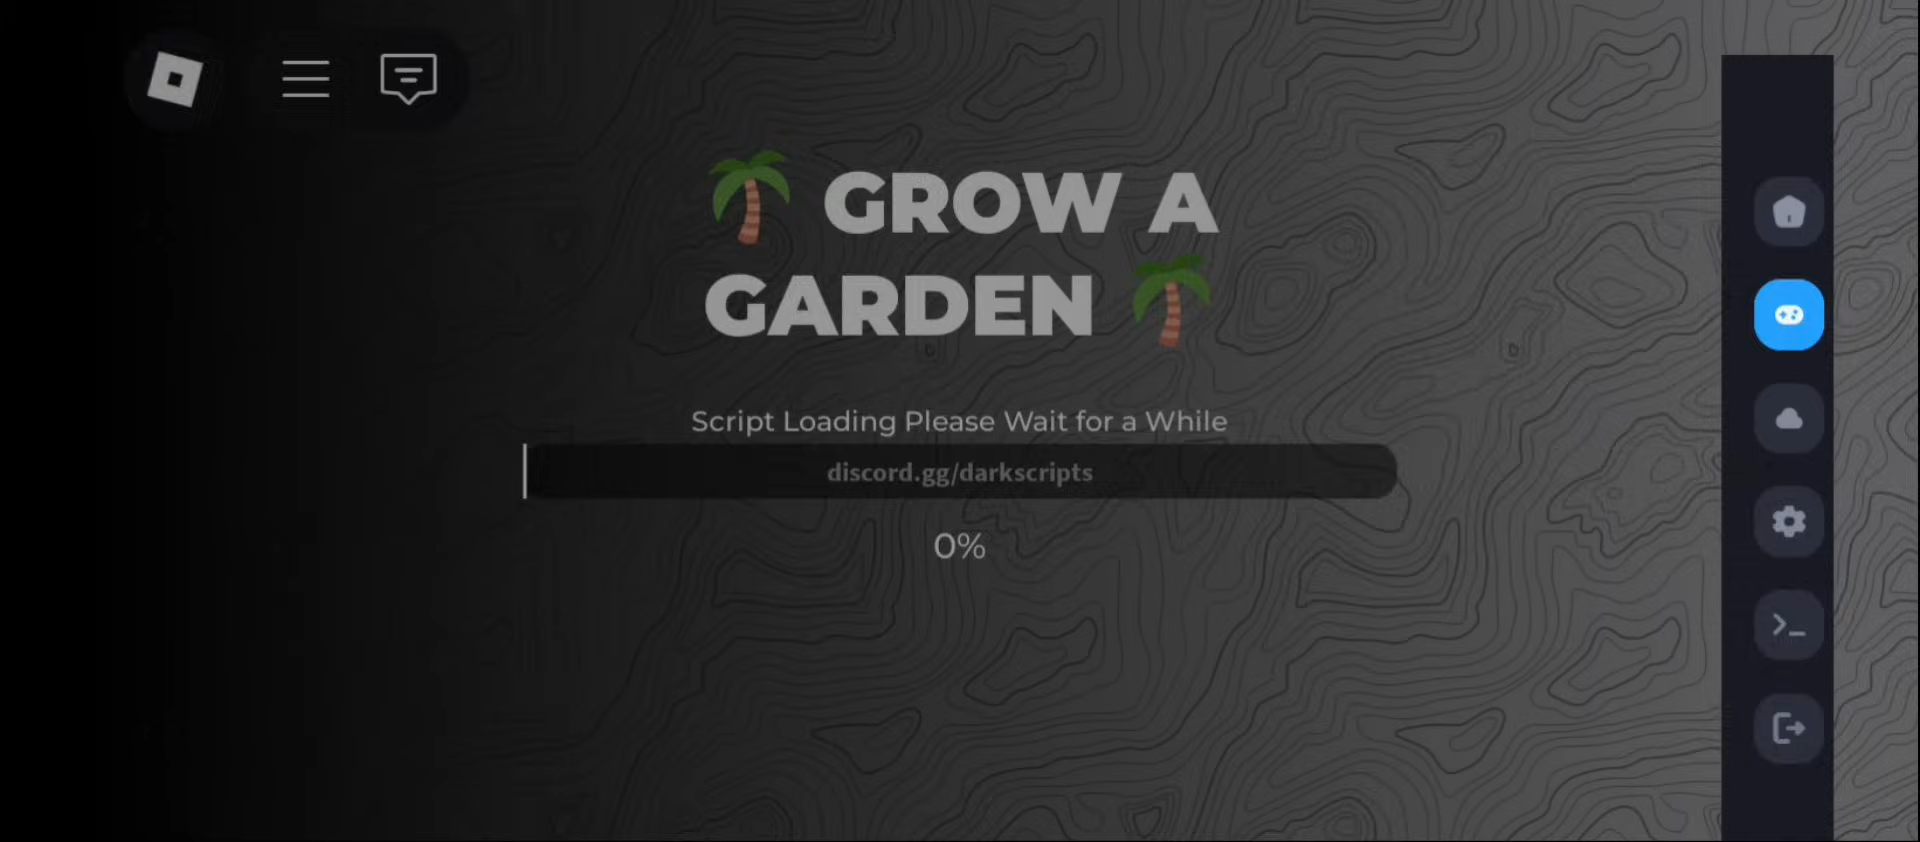 🌴 GROW A
GARDEN 🌴
Script Loading Please Wait for a While
discord.gg/darkscripts
0%